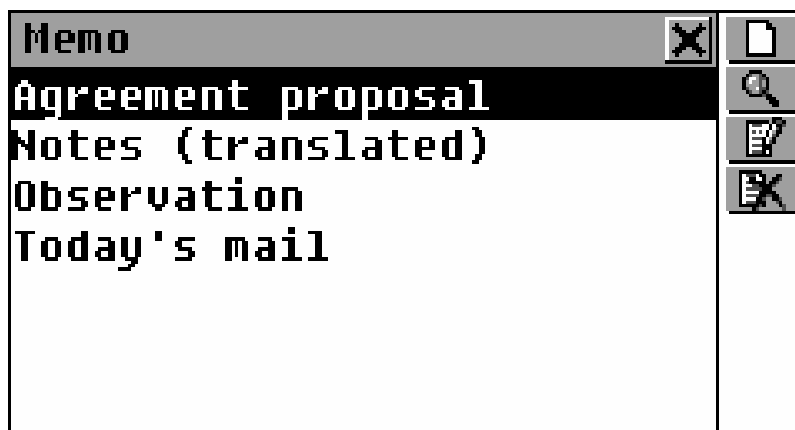 Memo
Agreement proposal
Notes (translated)
Observation
Today's mail